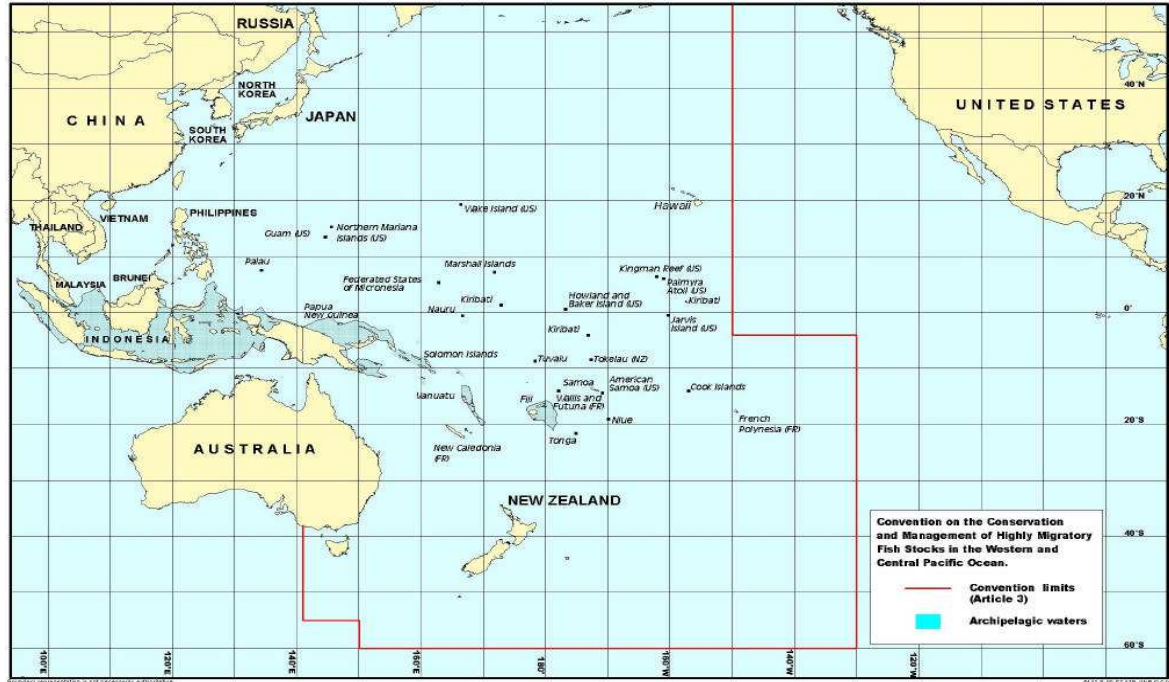 RUSSIA
NORTH
KOREA
JAPAN
CHINA
SOUTH
KOREA
UNITED STATES
40°N
20°N
0°
20°S
40°S
60°S
THAILAND
VIETNAM
PHILIPPINES
MALAYSIA
BRUNEI
INDONESIA
Palau
Guam (US)
Northern Mariana
Islands (US)
Wake Island (US)
Hawaii
Marshall Islands
Federated States
of Micronesia
Papua
New Guinea
Nauru
Kiribati
Howland and
Baker Island (US)
Kingman Reef (US)
Palmyra
Atoll (US)
Kiribati
Jarvis
Island (US)
Kiribati
Solomon Islands
Tuvalu
Tokelau (NZ)
Vanuatu
Fiji
Samoa
Wallis and
Futuna (FR)
American
Samoa (US)
Cook Islands
Niue
Tonga
French
Polynesia (FR)
New Caledonia
(FR)
AUSTRALIA
NEW ZEALAND
Convention on the Conservation
and Management of Highly Migratory
Fish Stocks in the Western and
Central Pacific Ocean.
Convention limits
(Article 3)
Archipelagic waters
100°E
120°E
140°E
160°E
180°
160°W
140°W
120°W